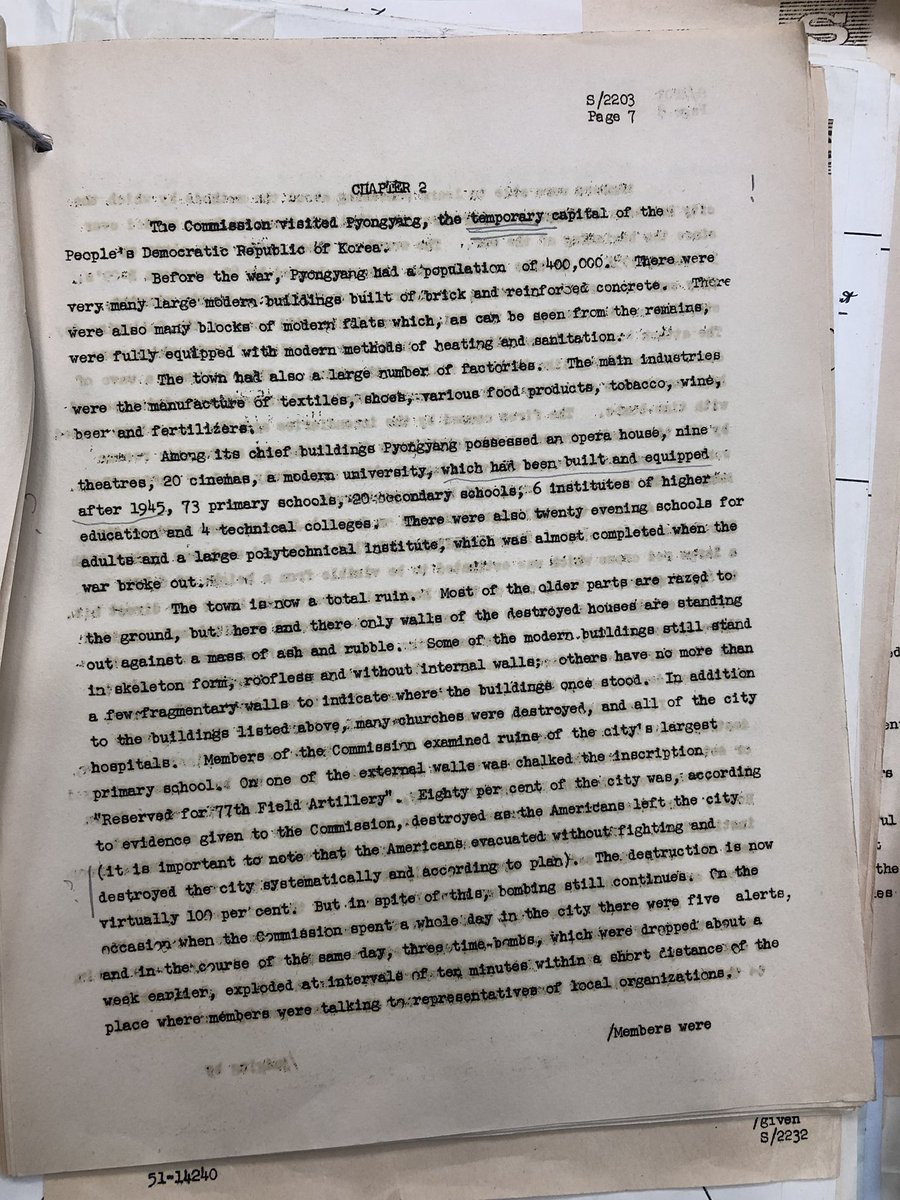 S/2203
Page 7
CHAPTER 2
The Commission visited Pyongyang, the temporary capital of the
People's Democratic Republic of Korea.
Before the war, Pyongyang had a population of 400,000. There were
very many large modern buildings built of brick and reinforced concrete. There
were also many blocks of modern flats which, as can be seen from the remains,
were fully equipped with modern methods of heating and sanitation.
The town had also a large number of factories. The main industries
were the manufacture of textiles, shoes, various food products, tobacco, wine,
beer and fertilizers.
Among its chief buildings Pyongyang possessed an opera house, nine
theatres, 20 cinemas, a modern university, which had been built and equipped
after 1945, 73 primary schools, 20 secondary schools, 6 institutes of higher
education and 4 technical colleges. There were also twenty evening schools for
adults and a large polytechnical institute, which was almost completed when the
war broke out.
The town is now a total ruin. Most of the older parts are razed to
the ground, but here and there only walls of the destroyed houses are standing
out against a mass of ash and rubble. Some of the modern buildings still stand
in skeleton form, roofless and without internal walls; others have no more than
a few fragmentary walls to indicate where the buildings once stood. In addition
to the buildings listed above, many churches were destroyed, and all of the city
hospitals. Members of the Commission examined ruins of the city's largest
primary school. On one of the external walls was chalked the inscription
"Reserved for 77th Field Artillery". Eighty per cent of the city was, according
to evidence given to the Commission, destroyed as the Americans left the city
(it is important to note that the Americans evacuated without fighting and
destroyed the city systematically and according to plan). The destruction is now
virtually 100 per cent. But in spite of this, bombing still continues. On the
occasion when the Commission spent a whole day in the city there were five alerts,
and in the course of the same day, three time-bombs, which were dropped about a
week earlier, exploded at intervals of ten minutes within a short distance of the
place where members were talking to representatives of local organizations.
/Members were
/given
S/2232
51-14240